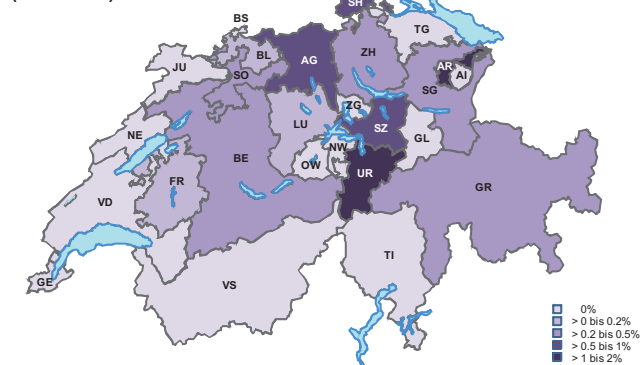 SH
BS
TG
BL
ZH
AG
JU
AR
AI
SO
SG
ZG
LU
SZ
NE
GL
NW
BE
OW
UR
FR
GR
VD
TI
GE
VS
0%
> 0 bis 0.2%
> 0.2 bis 0.5%
> 0.5 bis 1%
> 1 bis 2%